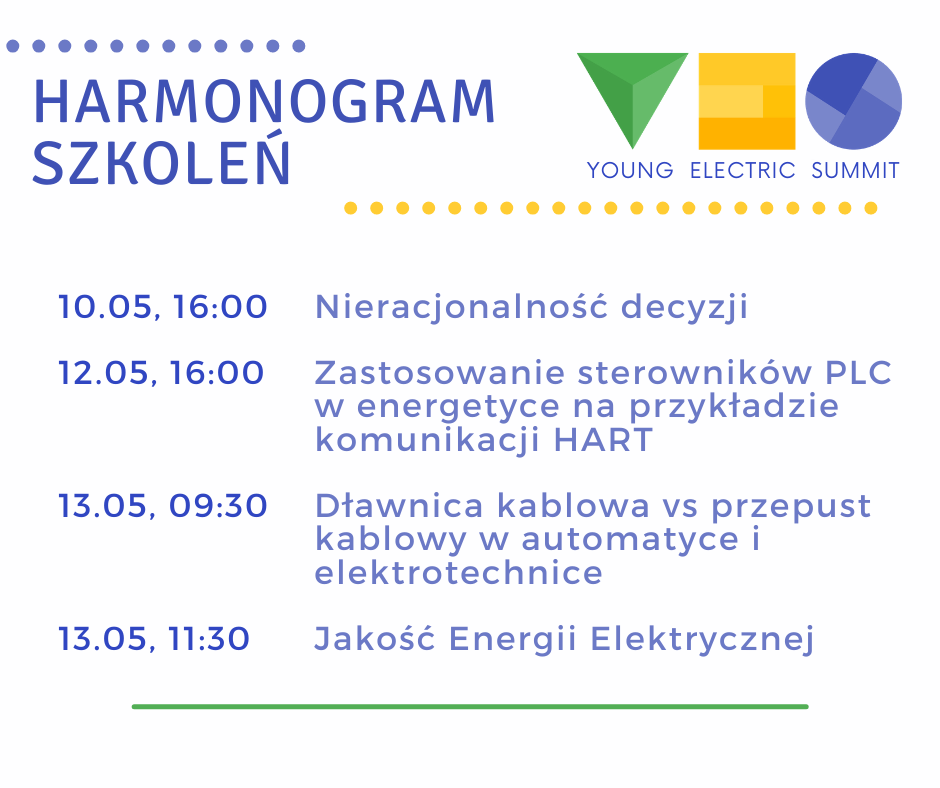 HARMONOGRAM
SZKOLEŃ
YOUNG ELECTRIC SUMMIT
10.05, 16:00 Nieracjonalność decyzji
12.05, 16:00 Zastosowanie sterowników PLC
w energetyce na przykładzie
komunikacji HART
13.05, 09:30 Dławnica kablowa vs przepust
kablowy w automatyce i
elektrotechnice
13.05, 11:30 Jakość Energii Elektrycznej